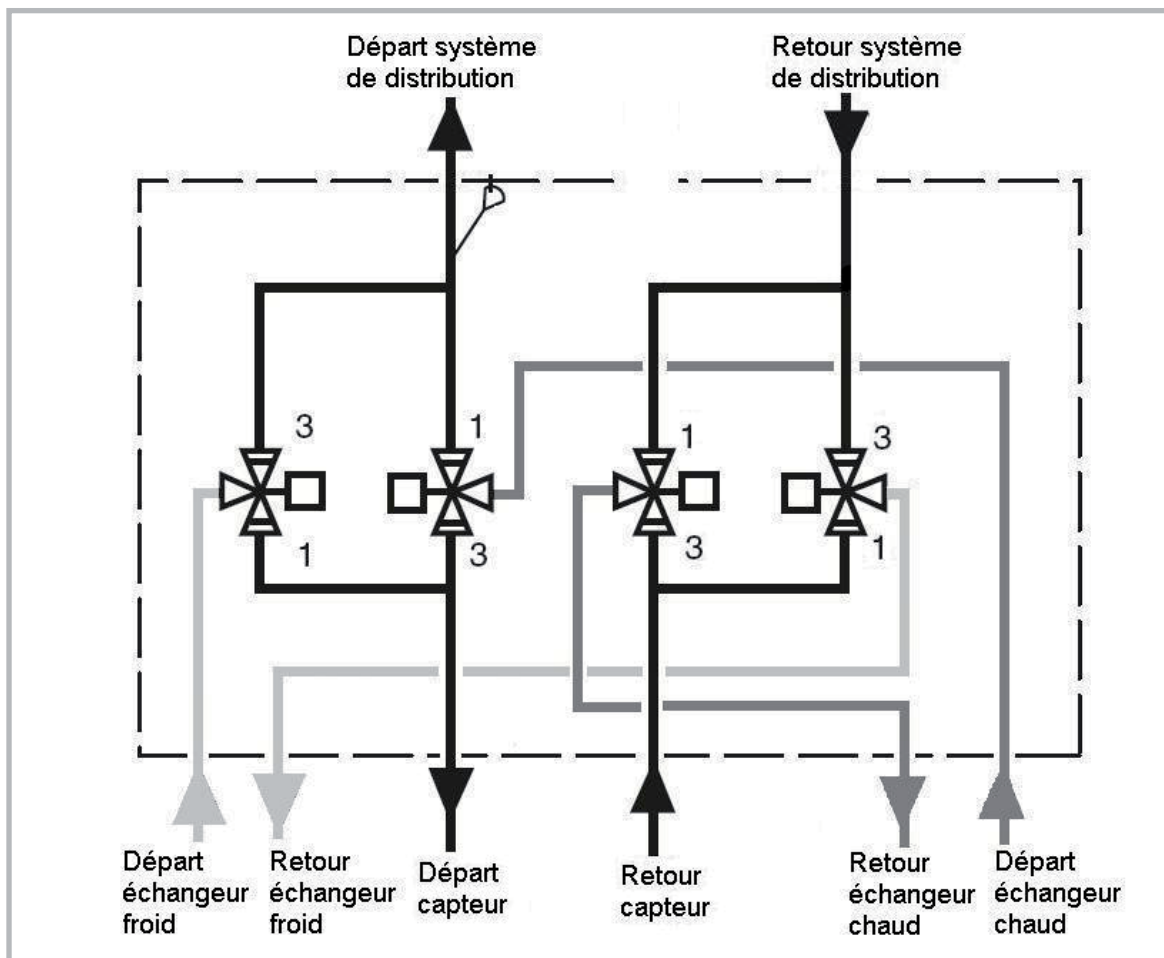 Départ système
de distribution
Retour système
de distribution
3
1
1
3
1
3
3
1
Départ
échangeur
froid
Retour
échangeur
froid
Départ
capteur
Retour
capteur
Retour
échangeur
chaud
Départ
échangeur
chaud